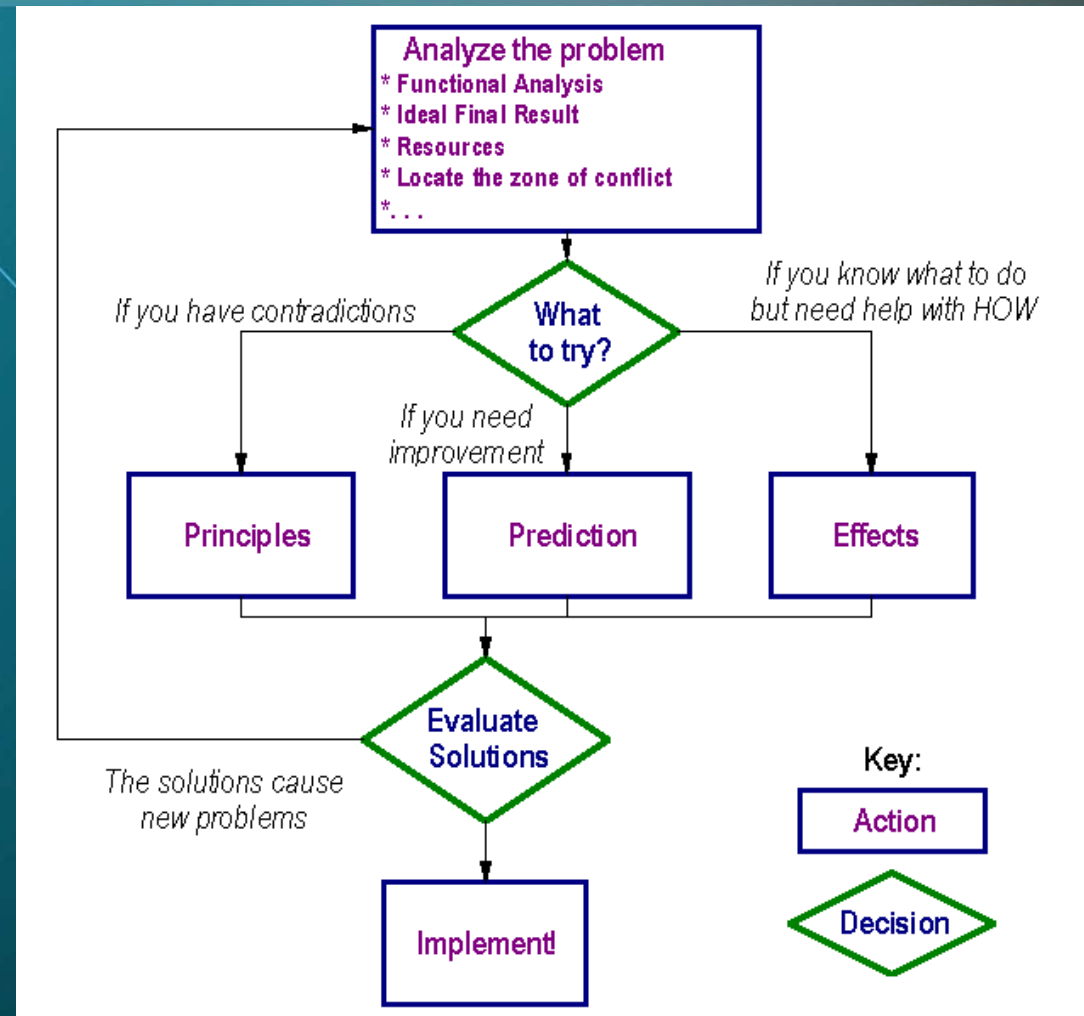 Analyze the problem
* Functional Analysis
* Ideal Final Result
* Resources
* Locate the zone of conflict
*. . .
What
to try?
If you have contradictions
If you need
improvement
If you know what to do
but need help with HOW
Principles
Prediction
Effects
Evaluate
Solutions
The solutions cause
new problems
Implement!
Key:
Action
Decision